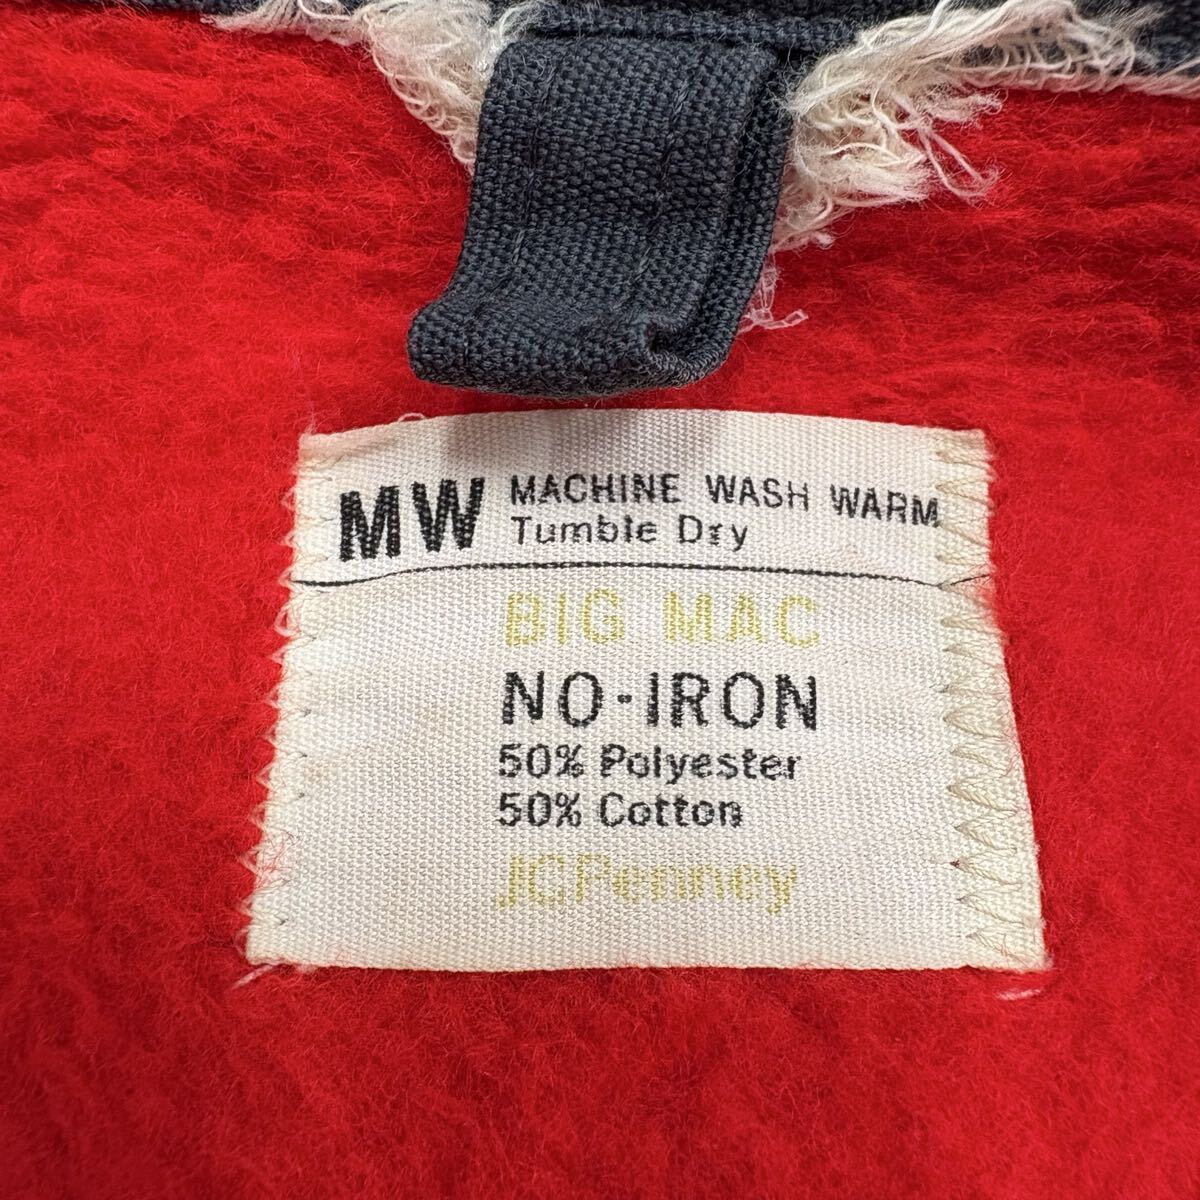 MW MACHINE WASH WARM
Tumble Dry
BIG MAC
NO-IRON
50% Polyester
50% Cotton
JCPenney